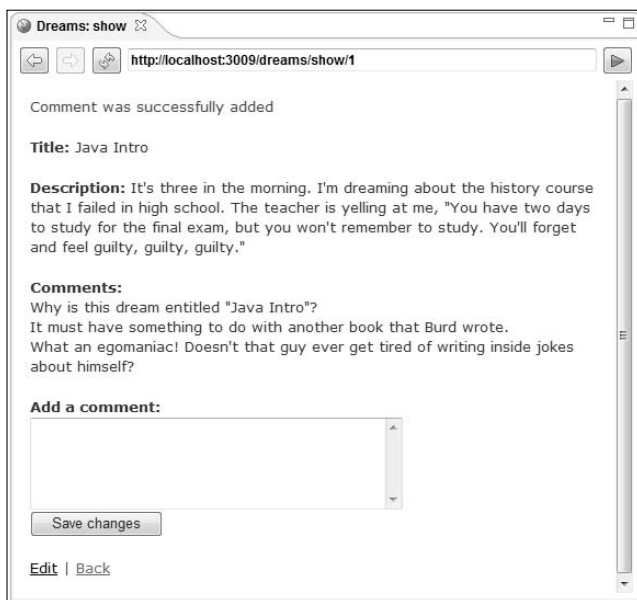 Dreams: show
http://localhost:3009/dreams/show/1
Comment was successfully added
Title: Java Intro
Description: It's three in the morning. I'm dreaming about the history course
that I failed in high school. The teacher is yelling at me, "You have two days
to study for the final exam, but you won't remember to study. You'll forget
and feel guilty, guilty, guilty."
Comments:
Why is this dream entitled "Java Intro"?
It must have something to do with another book that Burd wrote.
What an egomaniac! Doesn't that guy ever get tired of writing inside jokes
about himself?
Add a comment:
Save changes
Edit | Back